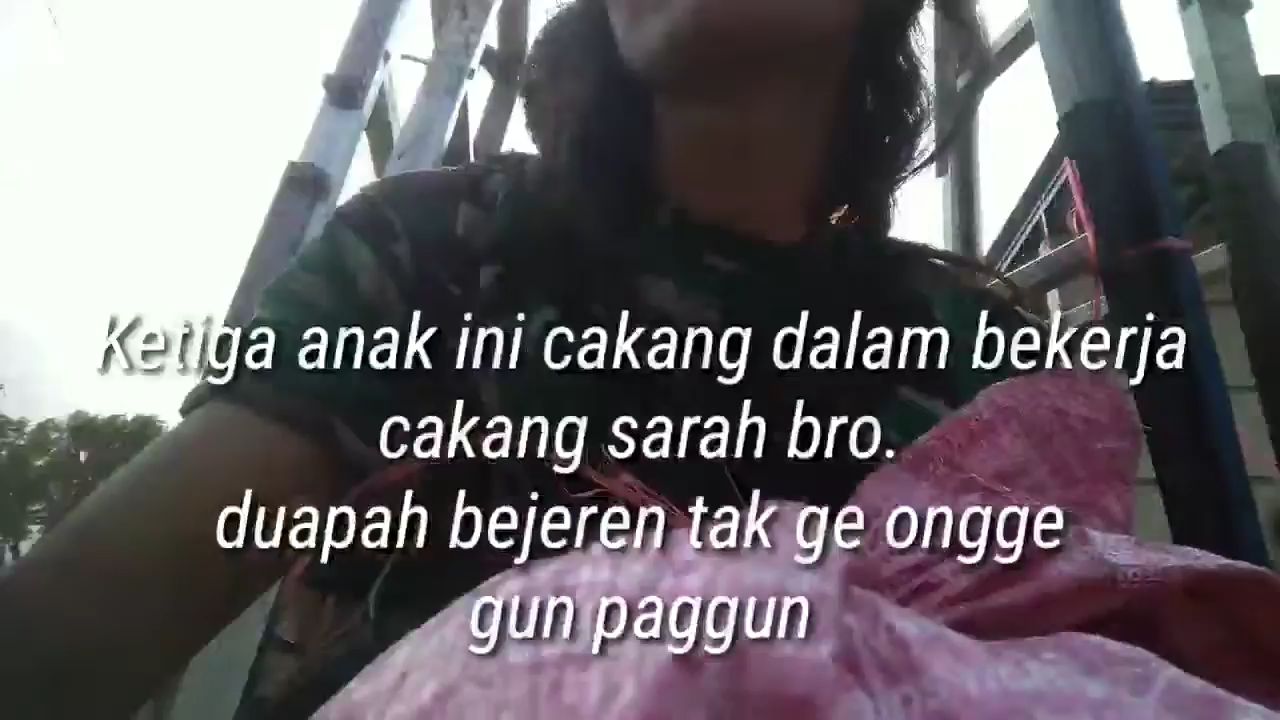 Ketiga anak ini cakang dalam bekerja
cakang sarah bro.
duapah bejeren tak ge ongge
gun paggun